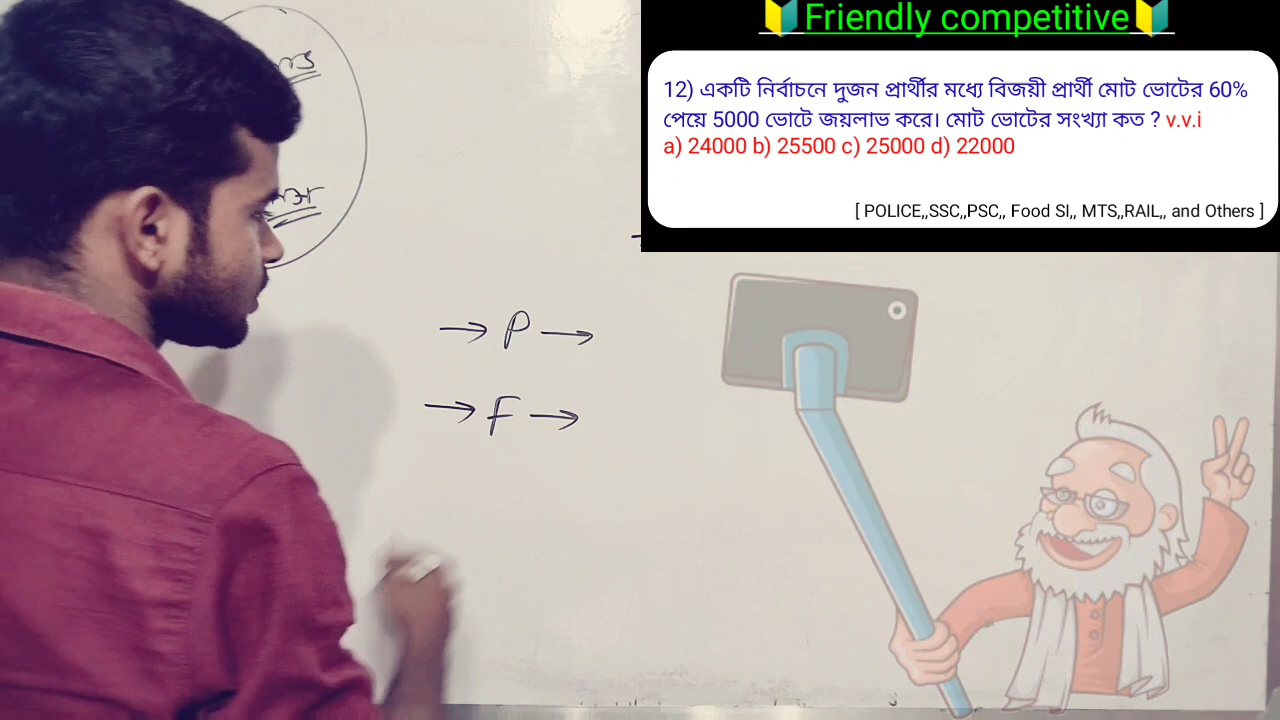 🔰Friendly competitive🔰
12) একটি নির্বাচনে দুজন প্রার্থীর মধ্যে বিজয়ী প্রার্থী মোট ভোটের 60%
পেয়ে 5000 ভোটে জয়লাভ করে। মোট ভোটের সংখ্যা কত ? v.v.i
a) 24000 b) 25500 c) 25000 d) 22000
[ POLICE,,SSC,,PSC,, Food SI,, MTS,,RAIL,, and Others ]
→ P →
→ F →